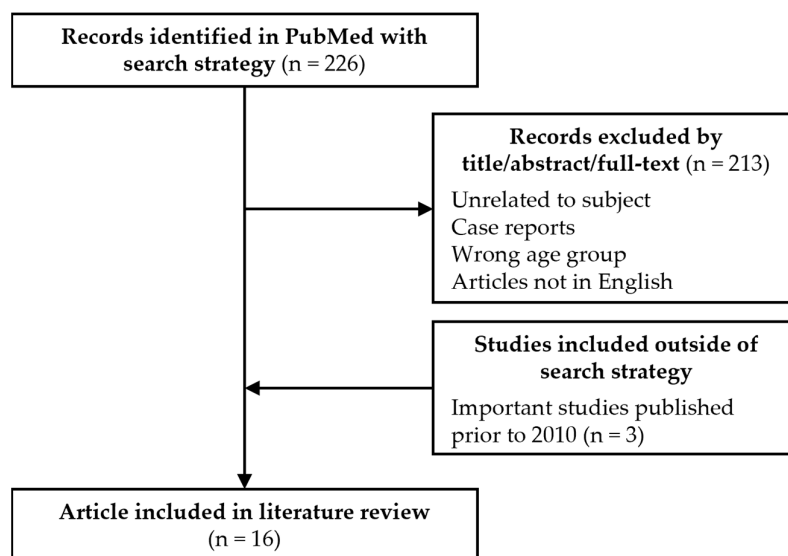 Records identified in PubMed with
search strategy (n = 226)
Records excluded by
title/abstract/full-text (n = 213)
Unrelated to subject
Case reports
Wrong age group
Articles not in English
Studies included outside of
search strategy
Important studies published
prior to 2010 (n = 3)
Article included in literature review
(n = 16)